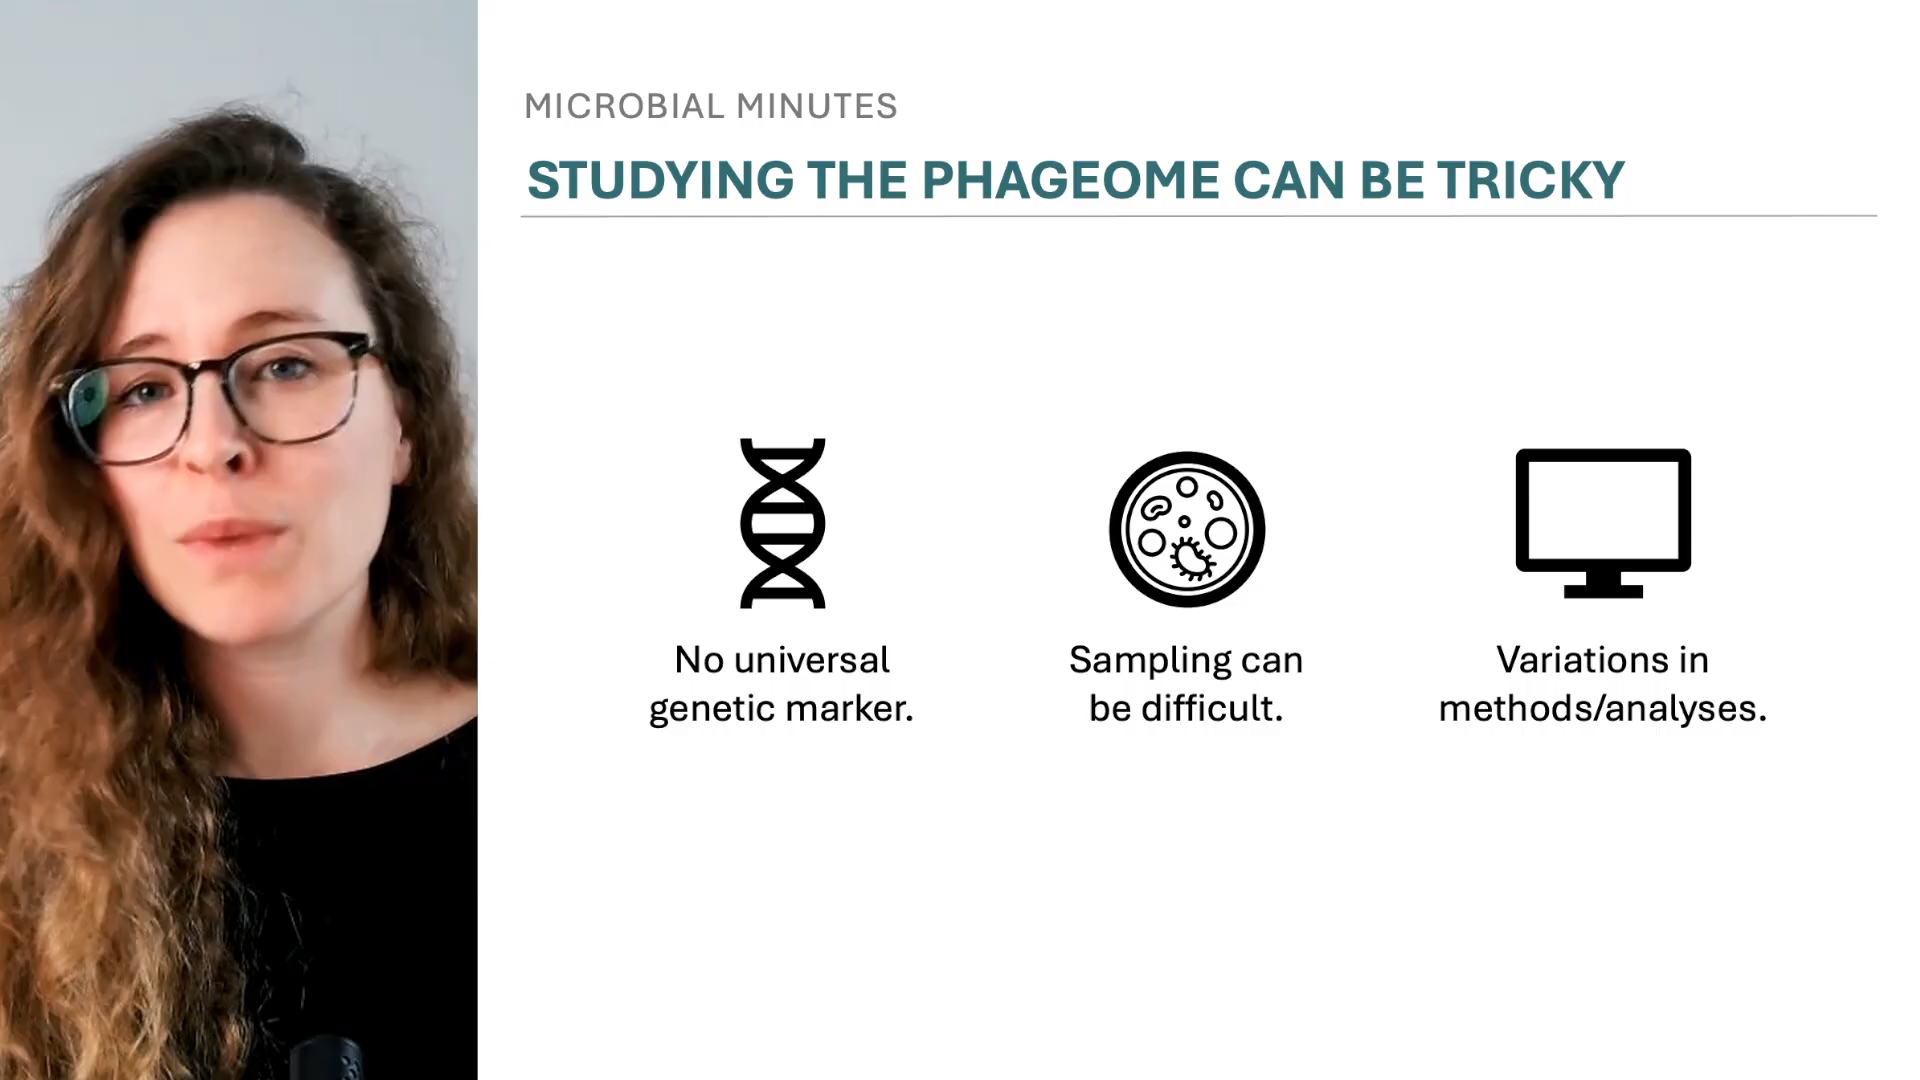 MICROBIAL MINUTES
STUDYING THE PHAGEOME CAN BE TRICKY
No universal
genetic marker.
Sampling can
be difficult.
Variations in
methods/analyses.